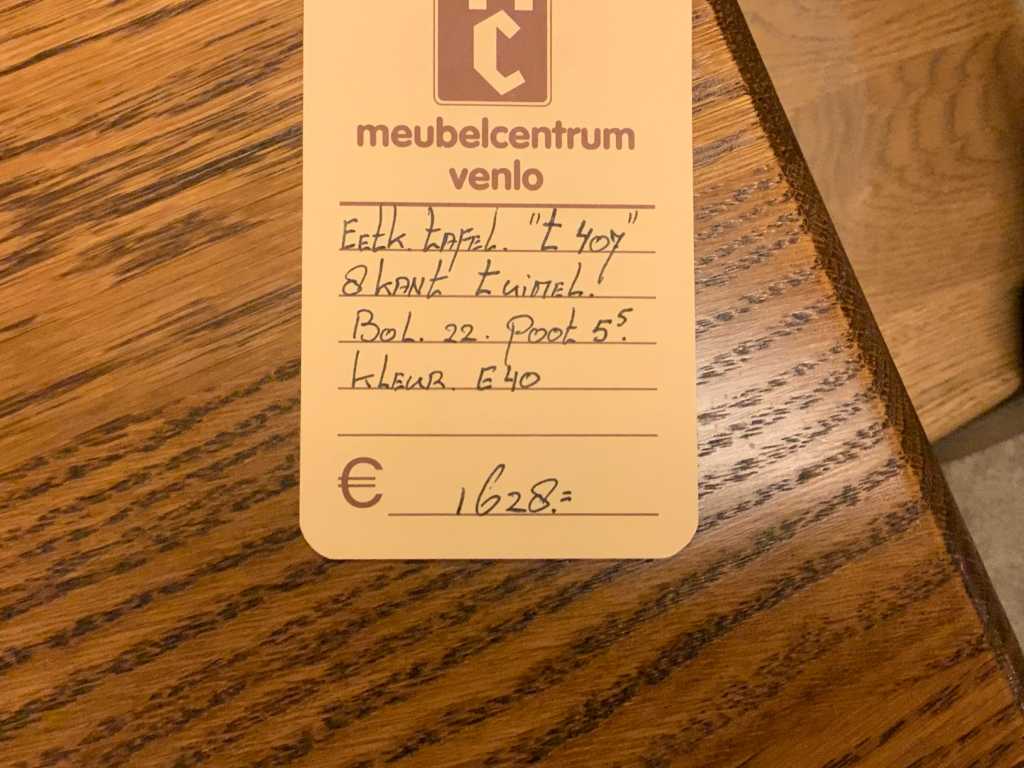 C
meubelcentrum
venlo
Eetk. tafel. "t 407"
8kant tuimel.
Bol. 22. Poot 5⁵.
kleur. E40
€ 1628.=